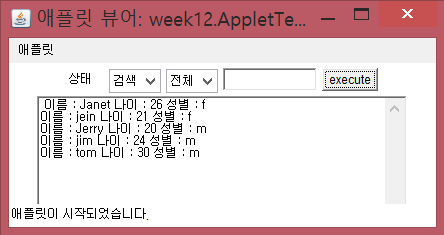 애플릿 뷰어: week12.AppletTe...
애플릿
상태 검색 전체 execute
이름 : Janet 나이 : 26 성별 : f
이름 : jein 나이 : 21 성별 : f
이름 : Jerry 나이 : 20 성별 : m
이름 : jim 나이 : 24 성별 : m
이름 : tom 나이 : 30 성별 : m
애플릿이 시작되었습니다.